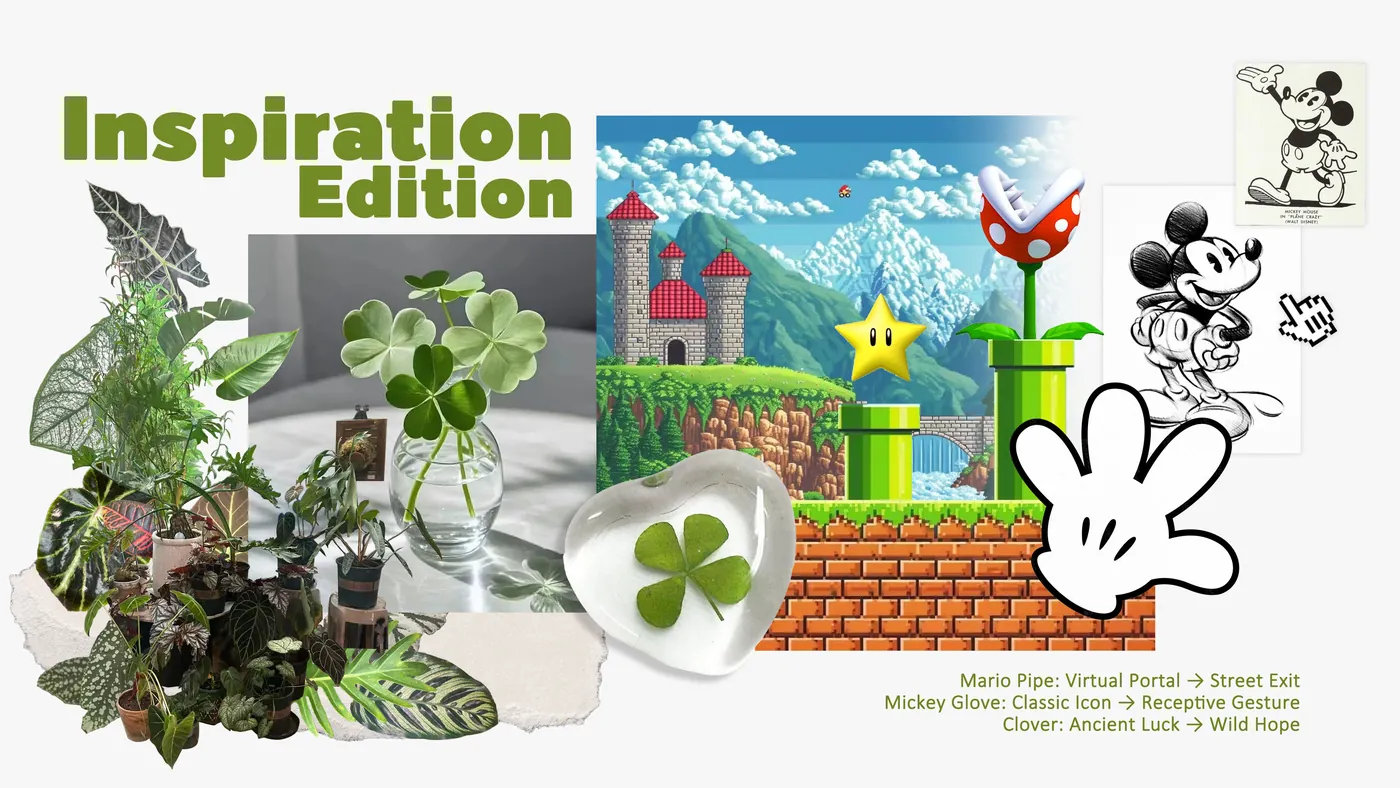 Inspiration
Edition
MICKEY MOUSE
IN "PLANE CRAZY"
(WALT DISNEY)
Mario Pipe: Virtual Portal → Street Exit
Mickey Glove: Classic Icon → Receptive Gesture
Clover: Ancient Luck → Wild Hope